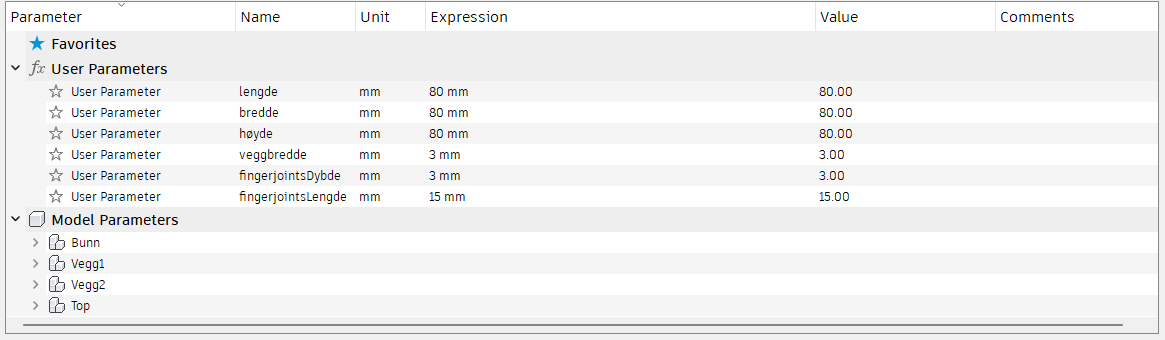 Parameter Name Unit Expression Value Comments
Favorites
fx User Parameters
User Parameter lengde mm 80 mm 80.00
User Parameter bredde mm 80 mm 80.00
User Parameter høyde mm 80 mm 80.00
User Parameter veggbredde mm 3 mm 3.00
User Parameter fingerjointsDybde mm 3 mm 3.00
User Parameter fingerjointsLengde mm 15 mm 15.00
Model Parameters
Bunn
Vegg1
Vegg2
Top